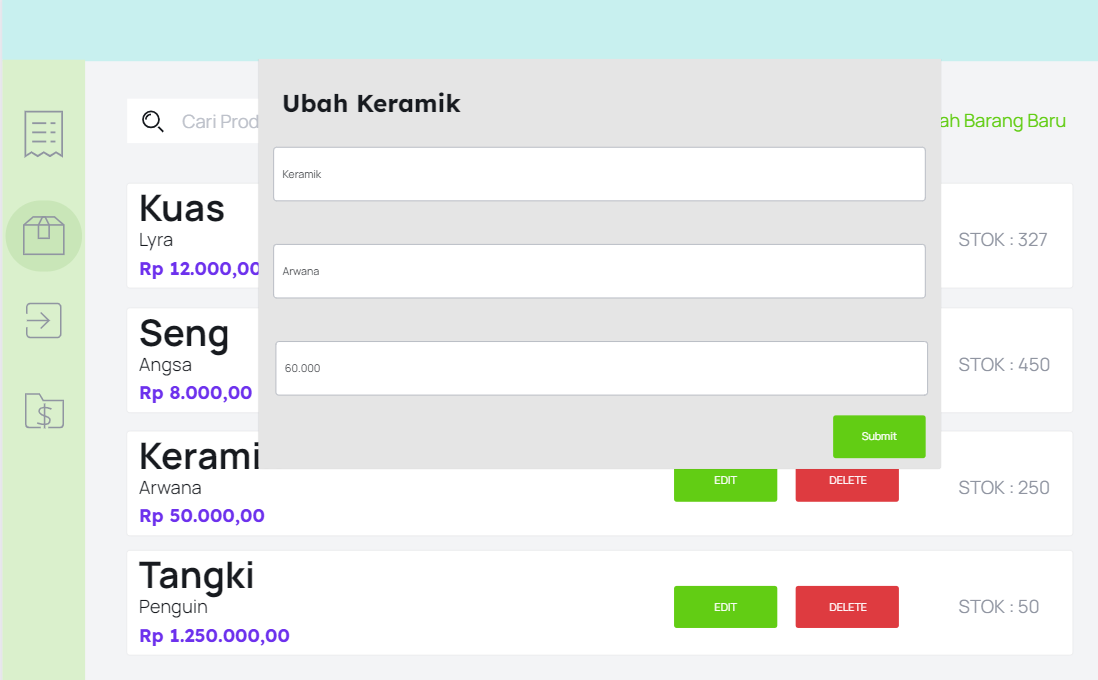 Ubah Keramik
Cari Prod
ah Barang Baru
Keramik
Arwana
60.000
Submit
Kuas
Lyra
Rp 12.000,00
STOK : 327
Seng
Angsa
Rp 8.000,00
STOK : 450
Kerami
Arwana
Rp 50.000,00
EDIT
DELETE
STOK : 250
Tangki
Penguin
Rp 1.250.000,00
EDIT
DELETE
STOK : 50